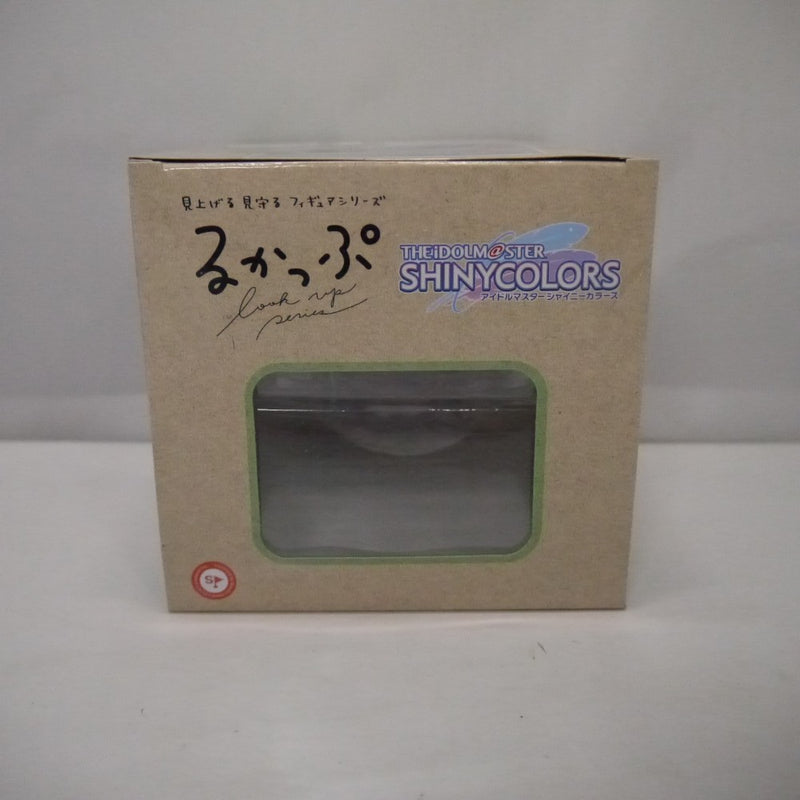 見上げる 見守る フィギュアシリーズ
るかっぷ
look up
series
THE iDOLM@STER
SHINYCOLORS
アイドルマスター シャイニーカラーズ
S